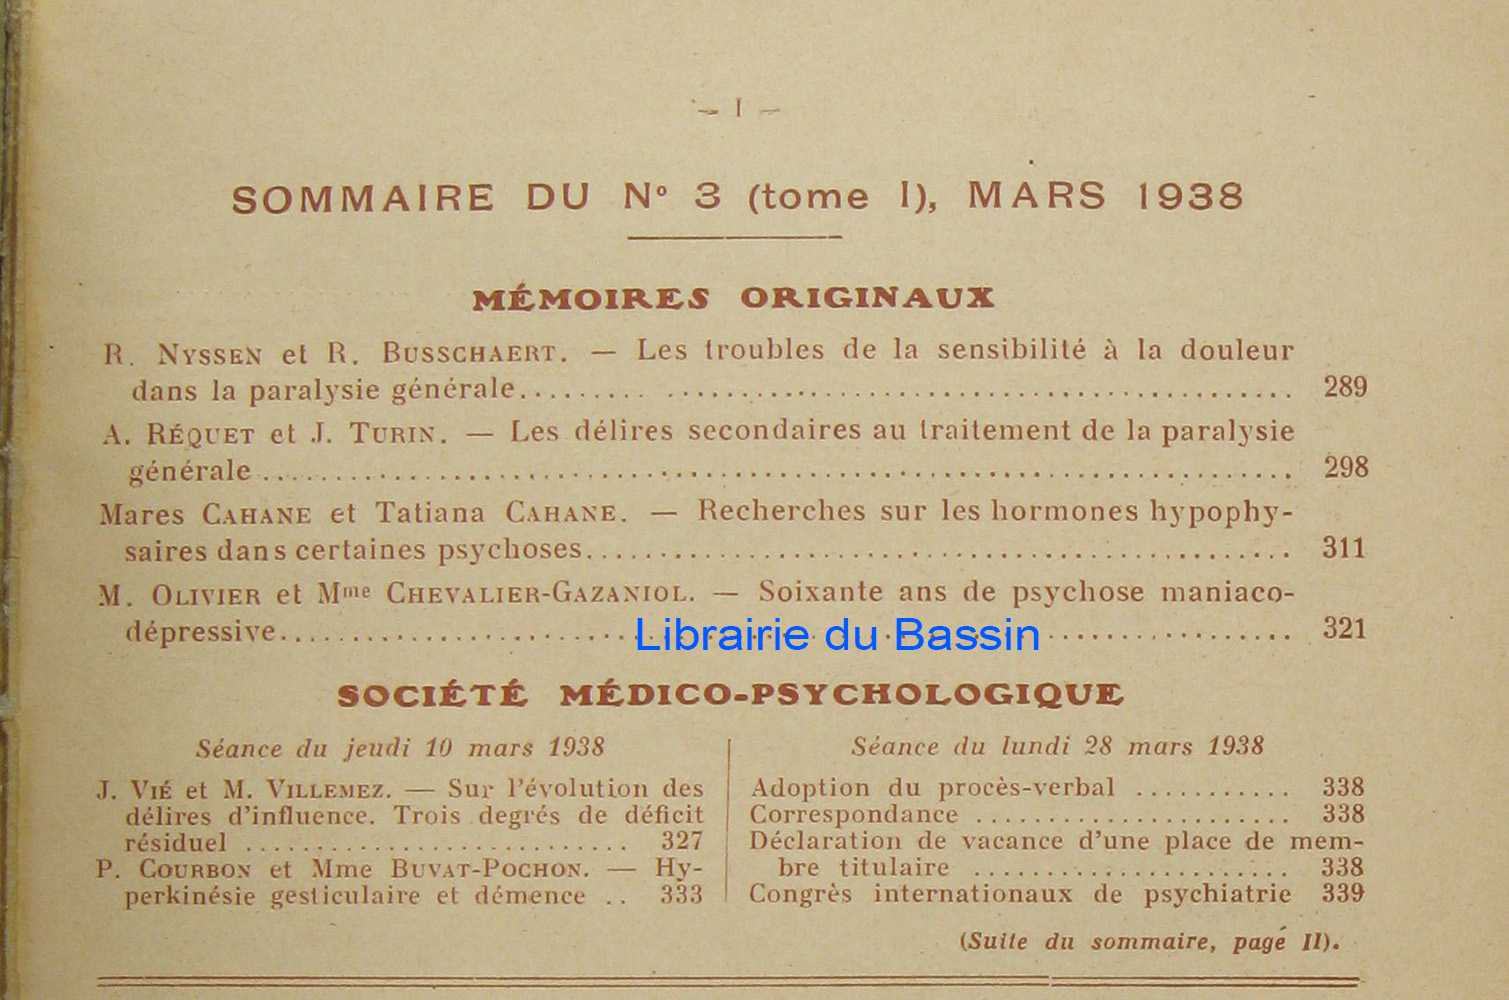 — I —
SOMMAIRE DU N° 3 (tome I), MARS 1938
MÉMOIRES ORIGINAUX
R. NYSSEN et R. BUSSCHAERT. — Les troubles de la sensibilité à la douleur
dans la paralysie générale........ 289
A. RÉQUET et J. TURIN. — Les délires secondaires au traitement de la paralysie
générale........ 298
Mares CAHANE et Tatiana CAHANE. — Recherches sur les hormones hypophy-
saires dans certaines psychoses........ 311
M. OLIVIER et Mme CHEVALIER-GAZANIOL. — Soixante ans de psychose maniaco-
dépressive........ 321
Librairie du Bassin
SOCIÉTÉ MÉDICO-PSYCHOLOGIQUE
Séance du jeudi 10 mars 1938
J. VIÉ et M. VILLEMEZ. — Sur l'évolution des
délires d'influence. Trois degrés de déficit
résiduel ........ 327
P. COURBON et Mme BUVAT-POCHON. — Hy-
perkinésie gesticulaire et démence .. 333
Séance du lundi 28 mars 1938
Adoption du procès-verbal ........ 338
Correspondance ........ 338
Déclaration de vacance d'une place de mem-
bre titulaire ........ 338
Congrès internationaux de psychiatrie 339
(Suite du sommaire, page II).